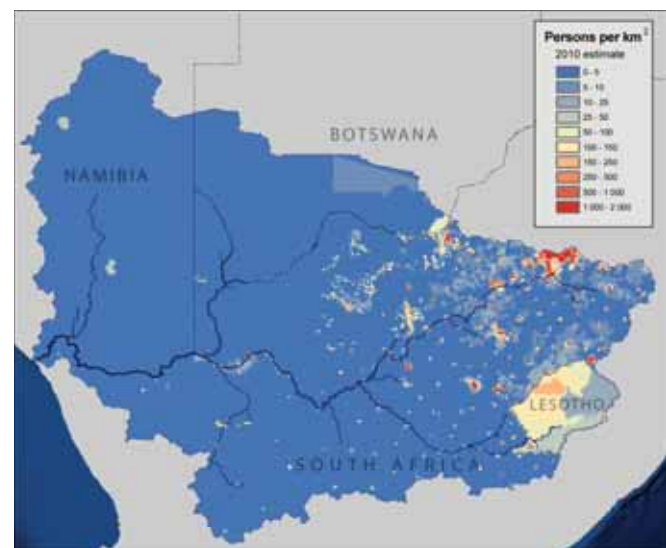 Persons per km²
2010 estimate
0 - 5
5 - 10
10 - 25
25 - 50
50 - 100
100 - 150
150 - 250
250 - 500
500 - 1 000
1 000 - 2 000
BOTSWANA
NAMIBIA
LESOTHO
SOUTH AFRICA